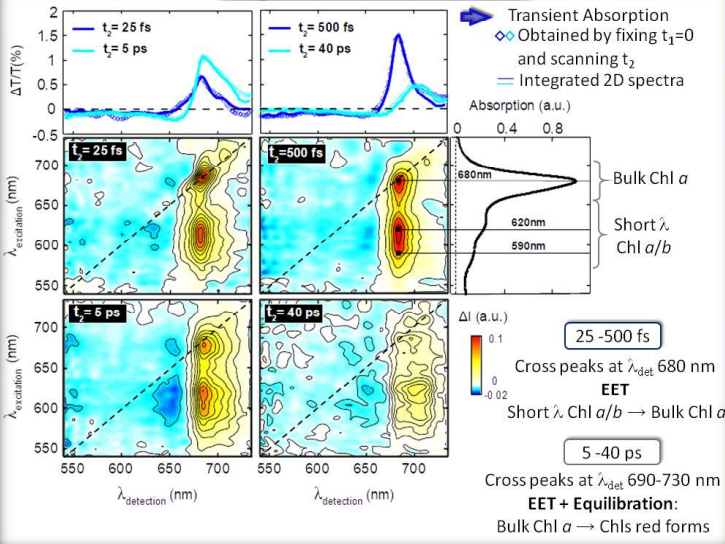 2
1.5
1
0.5
0
-0.5
ΔT/T(%)
t2= 25 fs
t2= 5 ps
t2= 500 fs
t2= 40 ps
Transient Absorption
Obtained by fixing t1=0
and scanning t2
Integrated 2D spectra
Absorption (a.u.)
0 0.4 0.8
t2= 25 fs
t2=500 fs
700
650
600
550
λexcitation (nm)
680nm
620nm
590nm
Bulk Chl a
Short λ
Chl a/b
t2= 5 ps
t2= 40 ps
700
650
600
550
λexcitation (nm)
550 600 650 700
550 600 650 700
λdetection (nm)
λdetection (nm)
ΔI (a.u.)
0.1
0
-0.02
25 -500 fs
Cross peaks at λdet 680 nm
EET
Short λ Chl a/b → Bulk Chl a
5 -40 ps
Cross peaks at λdet 690-730 nm
EET + Equilibration:
Bulk Chl a → Chls red forms